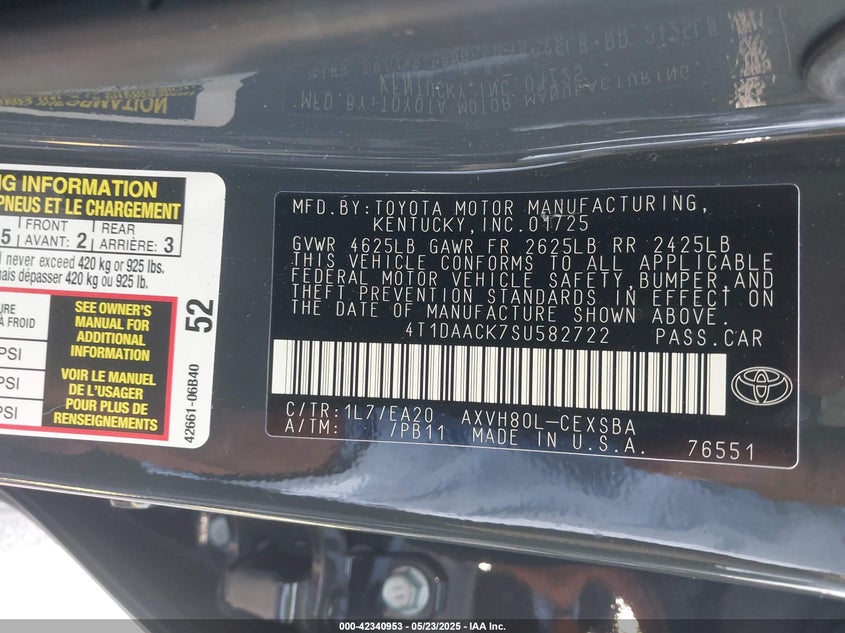 MFD.BY:TOYOTA MOTOR MANUFACTURING,
KENTUCKY,INC.01725
GVWR 4625LB GAWR FR 2625LB RR 2425LB
THIS VEHICLE CONFORMS TO ALL APPLICABLE
FEDERAL MOTOR VEHICLE SAFETY,BUMPER,AND
THEFT PREVENTION STANDARDS IN EFFECT ON
THE DATE OF MANUFACTURE SHOWN ABOVE.
4T1DAACK7SU582722 PASS.CAR
C/TR:1L7/EA20 AXVH80L-CEXSBA
A/TM: /PB11 MADE IN U.S.A. 76551
NG INFORMATION
PNEUS ET LE CHARGEMENT
5 FRONT REAR
AVANT: 2 ARRIÈRE: 3
never exceed 420 kg or 925 lbs.
mais dépasser 420 kg ou 925 lb.
URE
À FROID
PSI
PSI
PSI
SEE OWNER'S
MANUAL FOR
ADDITIONAL
INFORMATION
VOIR LE MANUEL
DE L'USAGER
POUR PLUS DE
RENSEIGNEMENTS
52
42661-06B40
000-42340953 - 05/23/2025 - IAA Inc.